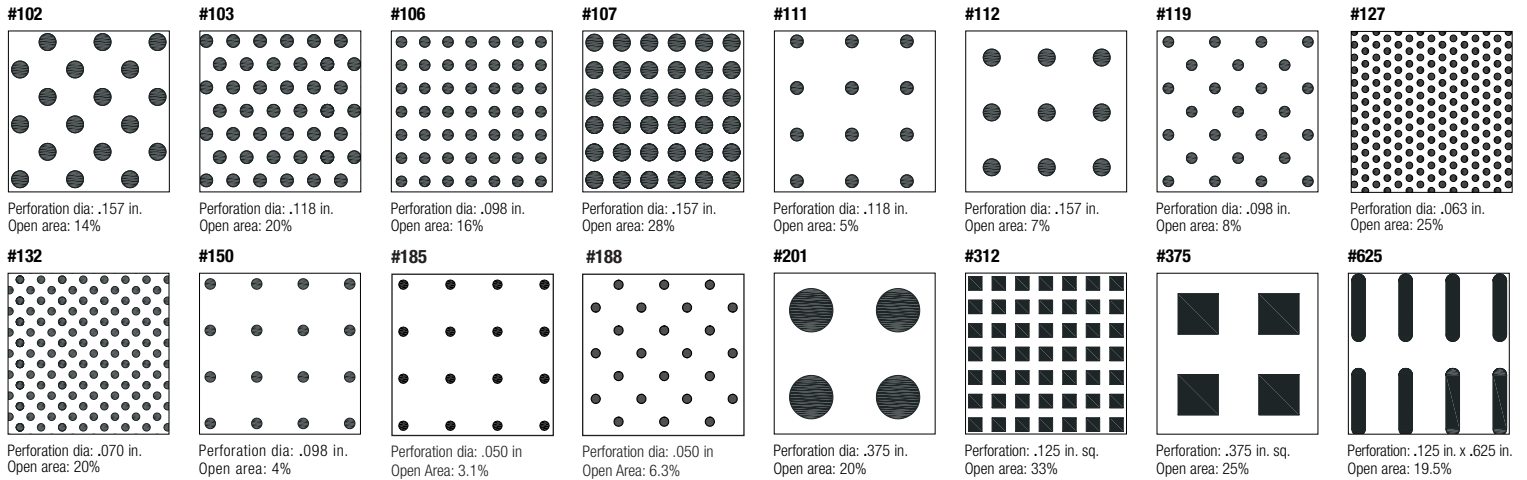 #102
Perforation dia: .157 in.
Open area: 14%
#103
Perforation dia: .118 in.
Open area: 20%
#106
Perforation dia: .098 in.
Open area: 16%
#107
Perforation dia: .157 in.
Open area: 28%
#111
Perforation dia: .118 in.
Open area: 5%
#112
Perforation dia: .157 in.
Open area: 7%
#119
Perforation dia: .098 in.
Open area: 8%
#127
Perforation dia: .063 in.
Open area: 25%
#132
Perforation dia: .070 in.
Open area: 20%
#150
Perforation dia: .098 in.
Open area: 4%
#185
Perforation dia: .050 in
Open Area: 3.1%
#188
Perforation dia: .050 in
Open Area: 6.3%
#201
Perforation dia: .375 in.
Open area: 20%
#312
Perforation: .125 in. sq.
Open area: 33%
#375
Perforation: .375 in. sq.
Open area: 25%
#625
Perforation: .125 in. x .625 in.
Open area: 19.5%